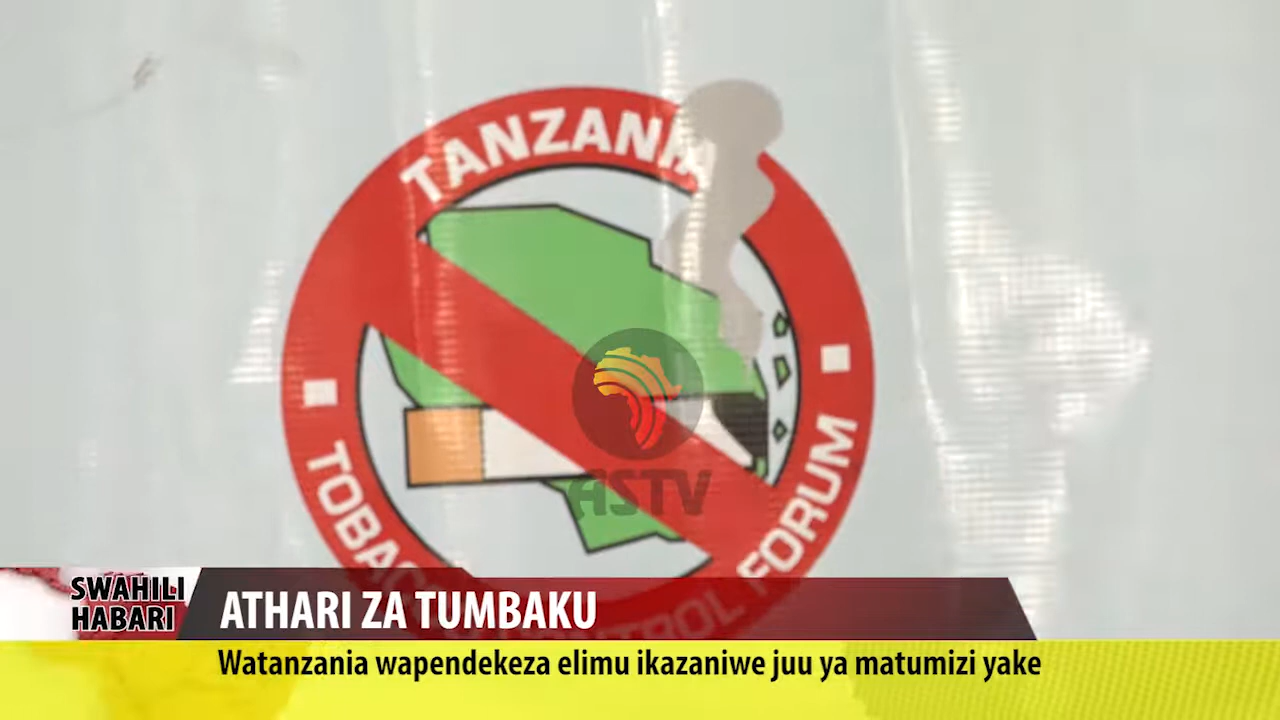 TANZANIA
TOBACCO CONTROL FORUM
ASTV
SWAHILI
HABARI
ATHARI ZA TUMBAKU
Watanzania wapendekeza elimu ikazaniwe juu ya matumizi yake